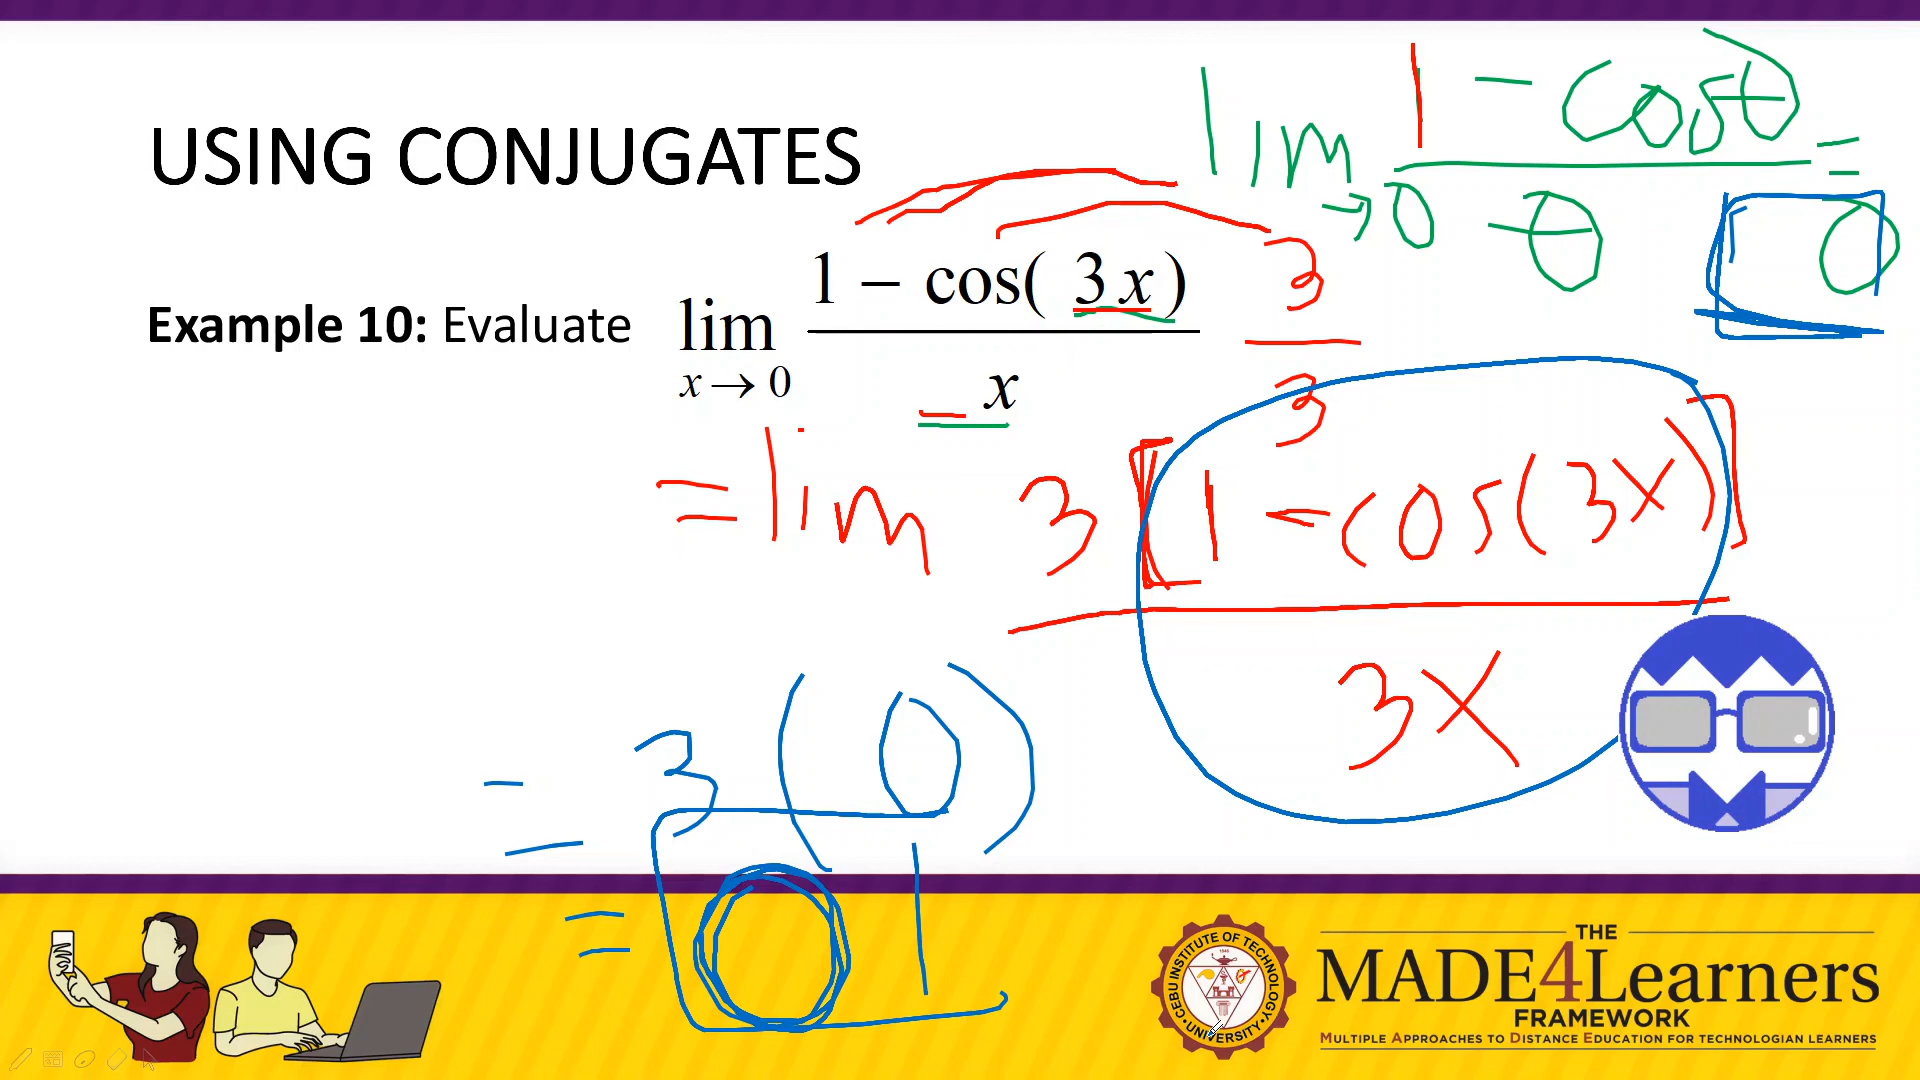 USING CONJUGATES
lim 1 - cosθ
→0 θ
= 0
Example 10: Evaluate lim x → 0 1 − cos( 3x )
x
3
3
= lim 3 [ 1 - cos(3x) ]
3x
= 3 ( 0 )
= 0
CEBU INSTITUTE OF TECHNOLOGY
• UNIVERSITY •
1946
THE
MADE4Learners
FRAMEWORK
MULTIPLE APPROACHES TO DISTANCE EDUCATION FOR TECHNOLOGIAN LEARNERS